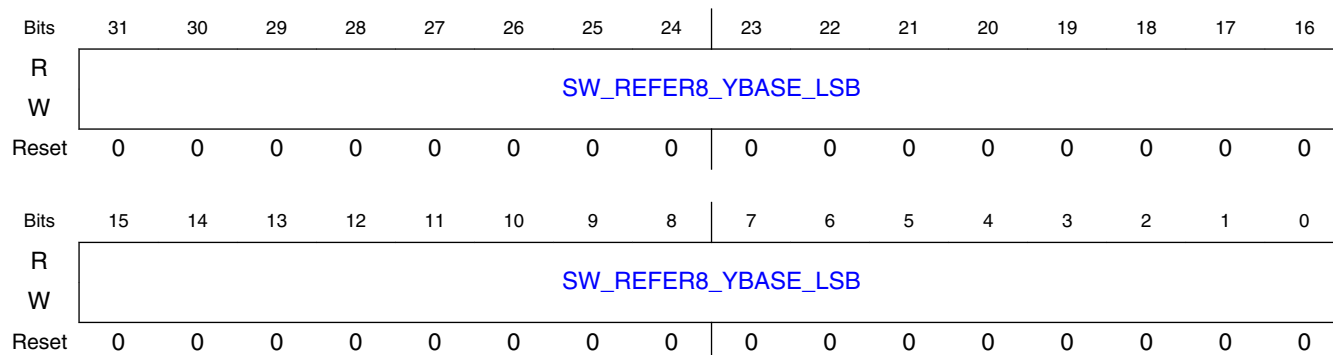 Bits 31 30 29 28 27 26 25 24 23 22 21 20 19 18 17 16
R
SW_REFER8_YBASE_LSB
W
Reset 0 0 0 0 0 0 0 0 0 0 0 0 0 0 0 0
Bits 15 14 13 12 11 10 9 8 7 6 5 4 3 2 1 0
R
SW_REFER8_YBASE_LSB
W
Reset 0 0 0 0 0 0 0 0 0 0 0 0 0 0 0 0